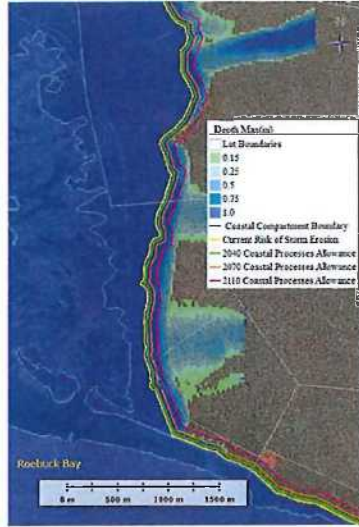 Depth Max(m)
Lot Boundaries
0.15
0.25
0.5
0.75
1.0
Coastal Compartment Boundary
Current Risk of Storm Erosion
2040 Coastal Processes Allowance
2070 Coastal Processes Allowance
2110 Coastal Processes Allowance
Roebuck Bay
0 m 500 m 1000 m 1500 m